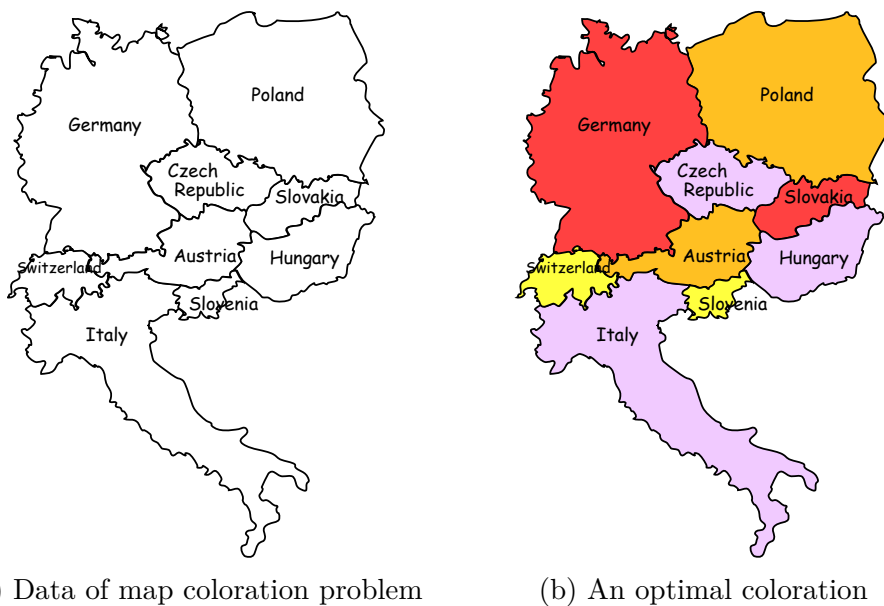 Germany
Poland
Czech
Republic
Slovakia
Austria
Hungary
Switzerland
Slovenia
Italy
) Data of map coloration problem
Germany
Poland
Czech
Republic
Slovakia
Austria
Hungary
Switzerland
Slovenia
Italy
(b) An optimal coloration